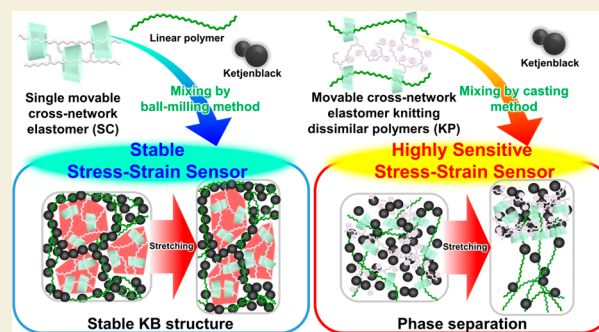 Linear polymer
Ketjenblack
Single movable
cross-network
elastomer (SC)
Mixing by
ball-milling method
Stable
Stress-Strain Sensor
Stretching
Stable KB structure
Ketjenblack
Movable cross-network
elastomer knitting
dissimilar polymers (KP)
Mixing by casting
method
Highly Sensitive
Stress-Strain Sensor
Stretching
Phase separation